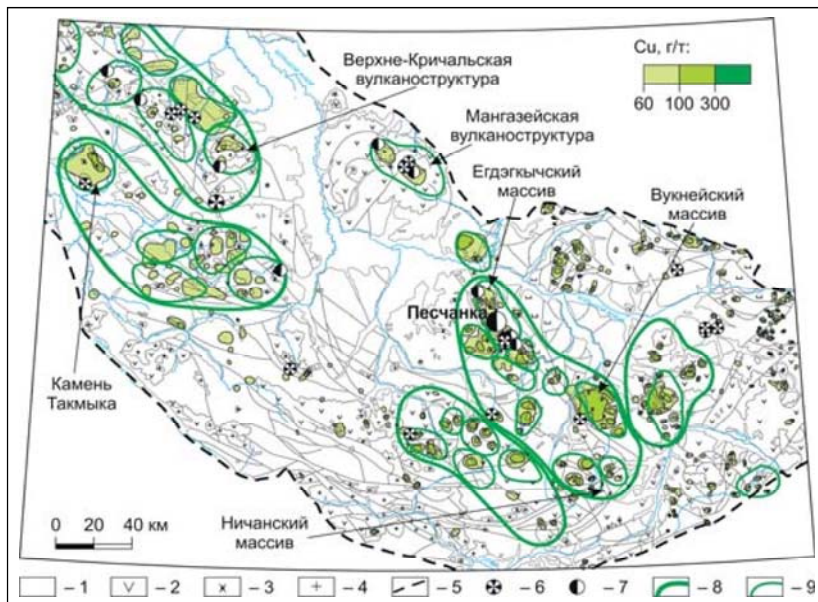 Верхне-Кричальская
вулканоструктура
Cu, г/т:
60 100 300
Мангазейская
вулканоструктура
Егдэгкычский
массив
Вукнейский
массив
Песчанка
Камень
Такмыка
Ничанский
массив
0 20 40 км
– 1 – 2 – 3 – 4 – 5 – 6 – 7 – 8 – 9